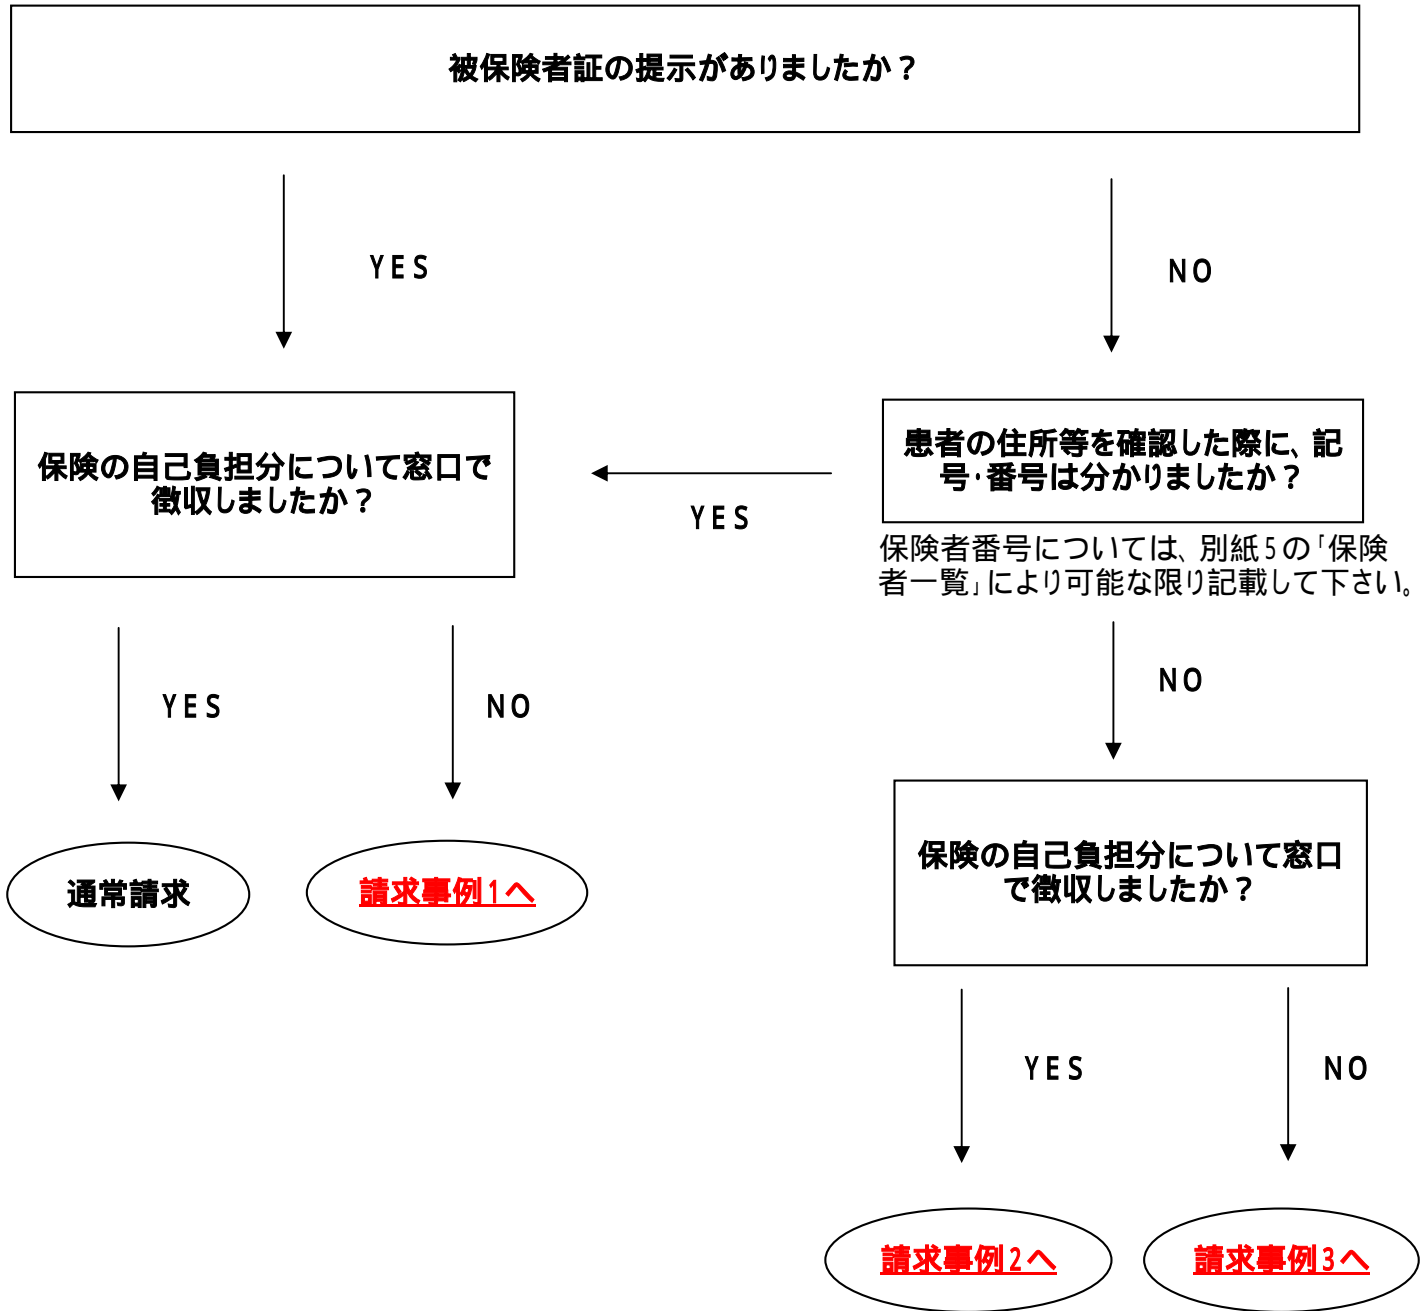 被保険者証の提示がありましたか？
YES
NO
保険の自己負担分について窓口で
徴収しましたか？
YES
患者の住所等を確認した際に、記
号・番号は分かりましたか？
保険者番号については、別紙5の「保険
者一覧」により可能な限り記載して下さい。
YES
NO
NO
通常請求
請求事例1へ
保険の自己負担分について窓口
で徴収しましたか？
YES
NO
請求事例2へ
請求事例3へ